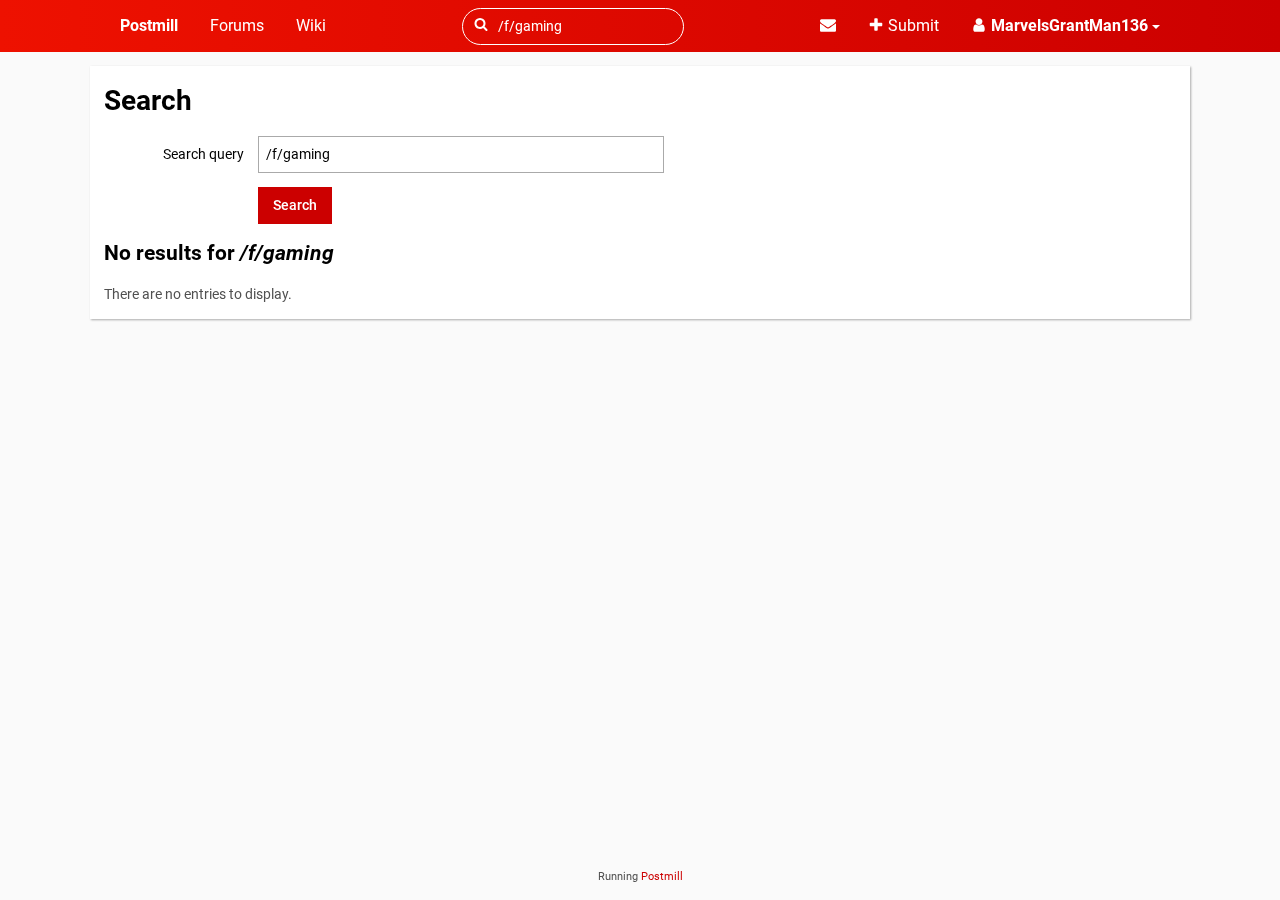 Postmill Forums Wiki /f/gaming Submit MarvelsGrantMan136
Search
Search query /f/gaming
Search
No results for /f/gaming
There are no entries to display.
Running Postmill